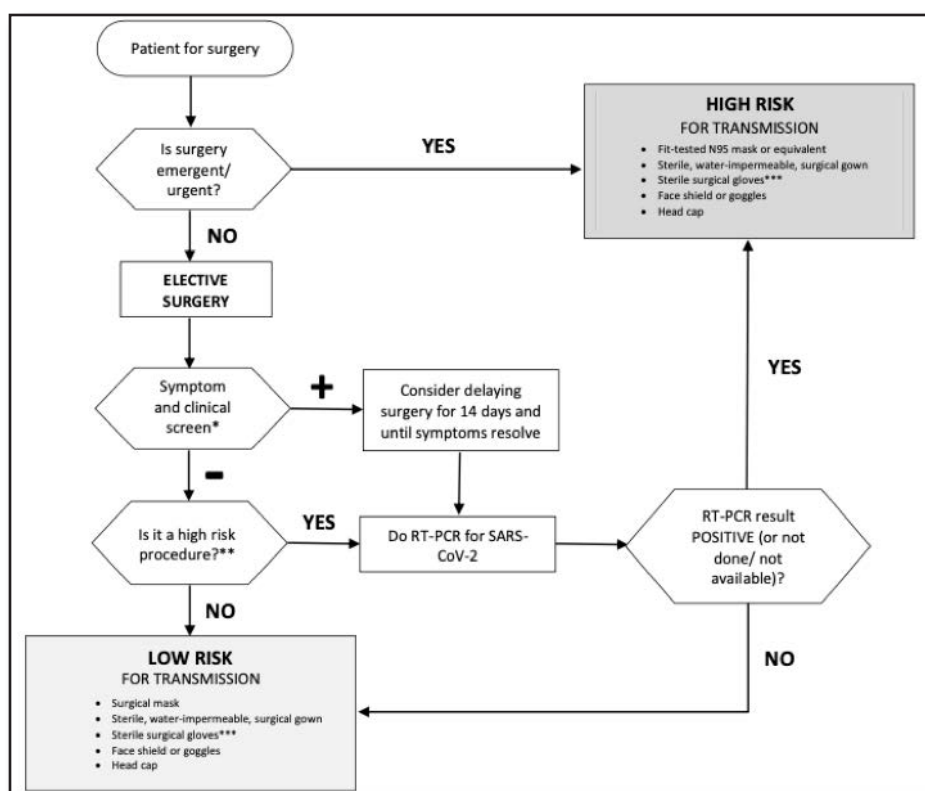 Patient for surgery
Is surgery
emergent/
urgent?
YES
HIGH RISK
FOR TRANSMISSION
• Fit-tested N95 mask or equivalent
• Sterile, water-impermeable, surgical gown
• Sterile surgical gloves***
• Face shield or goggles
• Head cap
NO
ELECTIVE
SURGERY
Symptom
and clinical
screen*
+
Consider delaying
surgery for 14 days and
until symptoms resolve
YES
-
Is it a high risk
procedure?**
YES
Do RT-PCR for SARS-
CoV-2
RT-PCR result
POSITIVE (or not
done/ not
available)?
NO
NO
LOW RISK
FOR TRANSMISSION
• Surgical mask
• Sterile, water-impermeable, surgical gown
• Sterile surgical gloves***
• Face shield or goggles
• Head cap